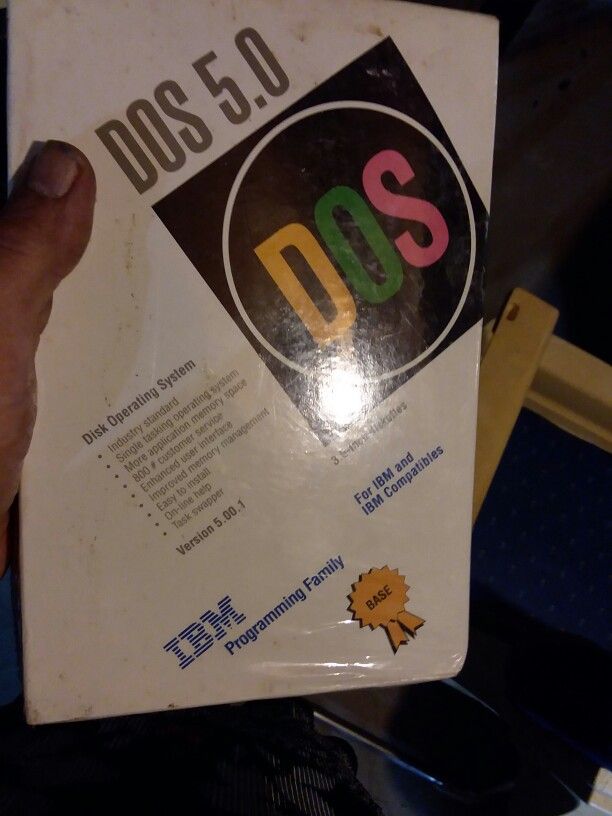 DOS 5.0
DOS
Disk Operating System
• Industry standard
• Single tasking operating system
• More application memory space
• 800 # customer service
• Enhanced user interface
• Improved memory management
• Easy to install
• On-line help
• Task swapper
Version 5.00.1
For IBM and
IBM Compatibles
IBM
Programming Family
BASE